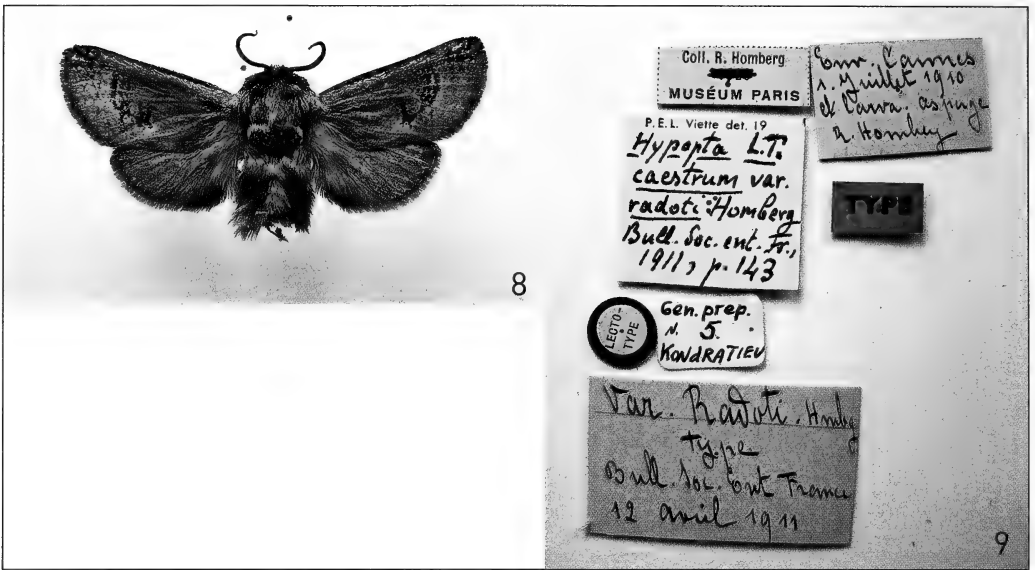 8
Coll. R. Homberg
MUSÉUM PARIS
Env. Cannes
1. Juillet 1910
et Larva. asperge
R. Homberg
P.E.L. Viette det. 19
Hypopta L.T.
caestrum var.
radoti Homberg
Bull. Soc. ent. Fr.,
1911, p. 143
TYPE
LECTO-
TYPE
Gen. prep.
N. 5.
KONDRATIEV
Var. Radoti. Hmbg
type
Bull. Soc. Ent France
12 avril 1911
9